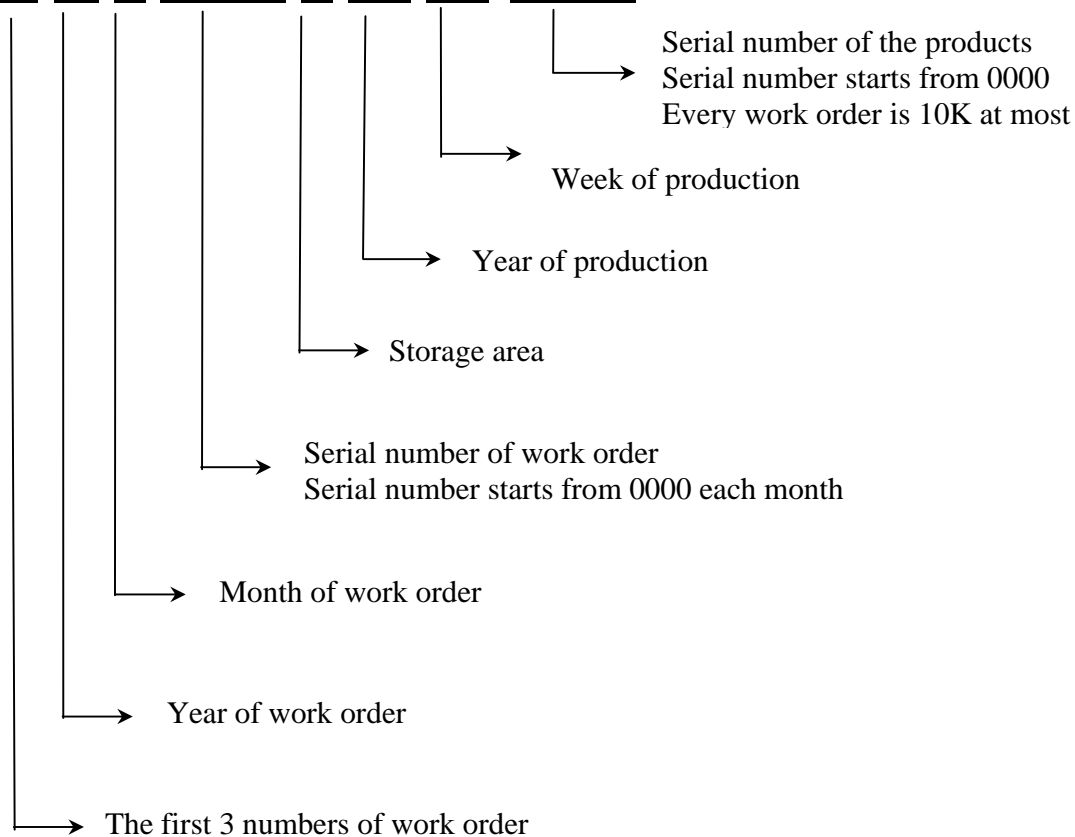 Serial number of the products
Serial number starts from 0000
Every work order is 10K at most
Week of production
Year of production
Storage area
Serial number of work order
Serial number starts from 0000 each month
Month of work order
Year of work order
The first 3 numbers of work order